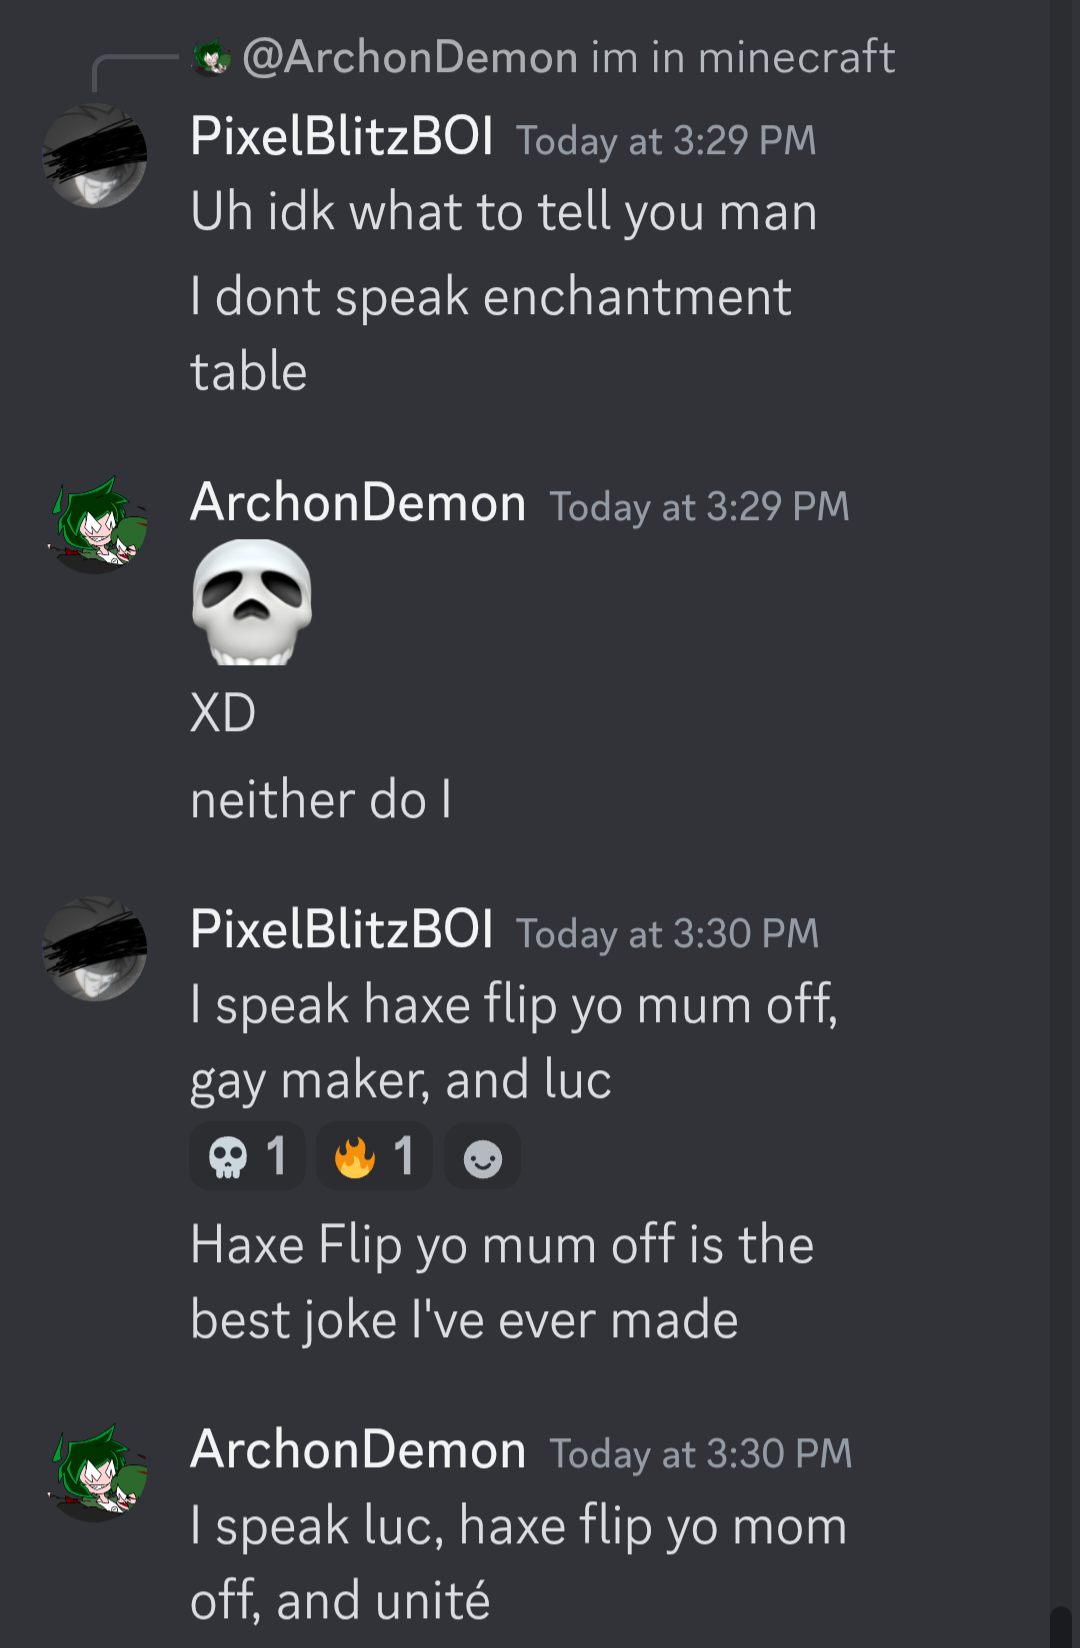 @ArchonDemon im in minecraft
PixelBlitzBOI Today at 3:29 PM
Uh idk what to tell you man
I dont speak enchantment
table
ArchonDemon Today at 3:29 PM
XD
neither do I
PixelBlitzBOI Today at 3:30 PM
I speak haxe flip yo mum off,
gay maker, and luc
1 1
Haxe Flip yo mum off is the
best joke I've ever made
ArchonDemon Today at 3:30 PM
I speak luc, haxe flip yo mom
off, and unité